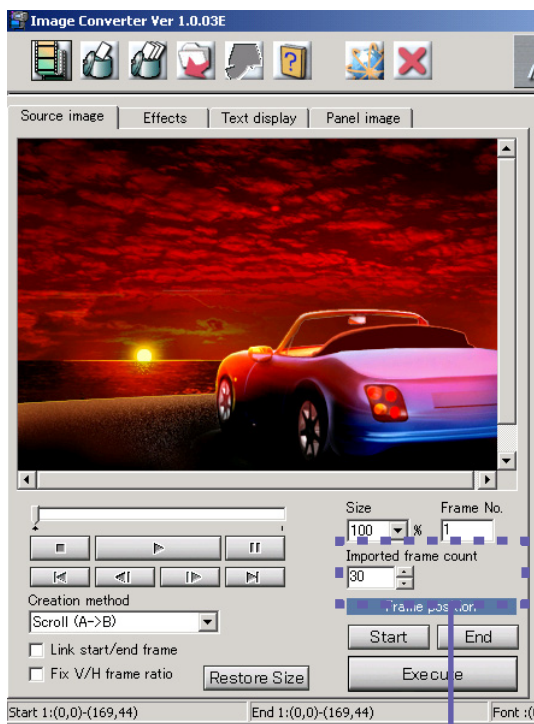 Image Converter Ver 1.0.03E
Source image
Effects
Text display
Panel image
Size
Frame No.
100
%
1
Imported frame count
30
Creation method
Frame position
Scroll (A->B)
Start
End
Link start/end frame
Fix V/H frame ratio
Restore Size
Execute
Start 1:(0,0)-(169,44)
End 1:(0,0)-(169,44)
Font :(